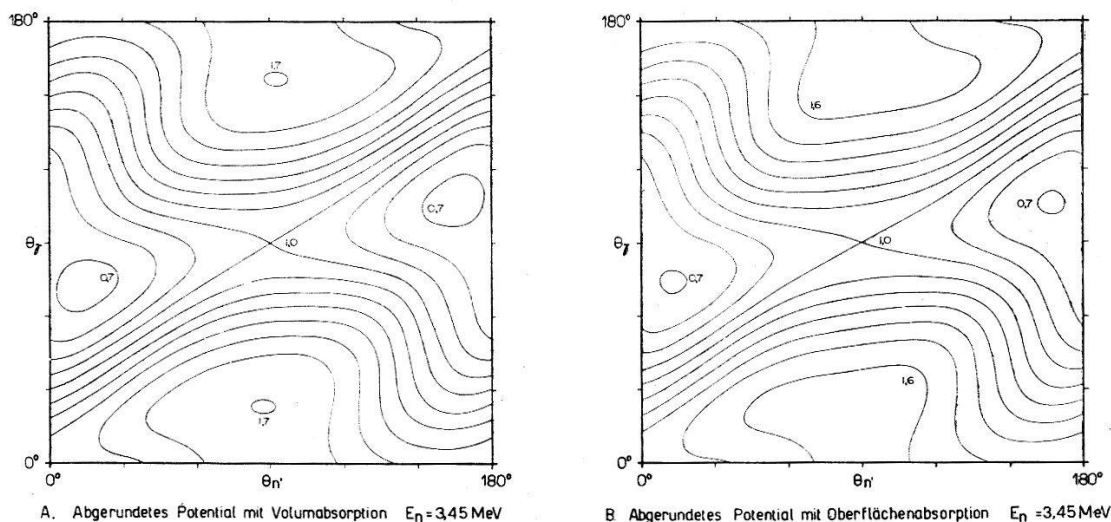 180°
1,7
0,7
θγ
1,0
0,7
1,7
0°
0° θn' 180°
A. Abgerundetes Potential mit Volumabsorption En = 3,45 MeV
180°
1,6
0,7
θγ
1,0
0,7
1,6
0°
0° θn' 180°
B. Abgerundetes Potential mit Oberflächenabsorption En = 3,45 MeV